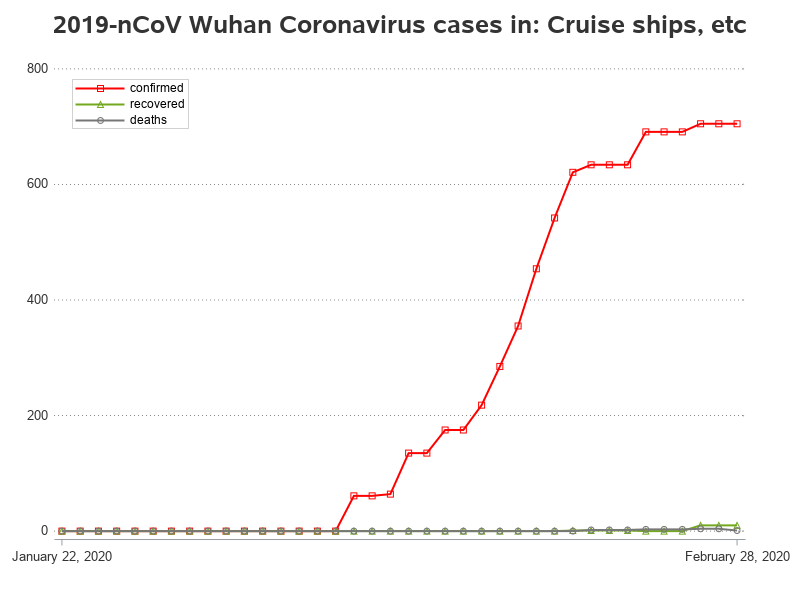 2019-nCoV Wuhan Coronavirus cases in: Cruise ships, etc
800
confirmed
recovered
deaths
600
400
200
0
January 22, 2020
February 28, 2020